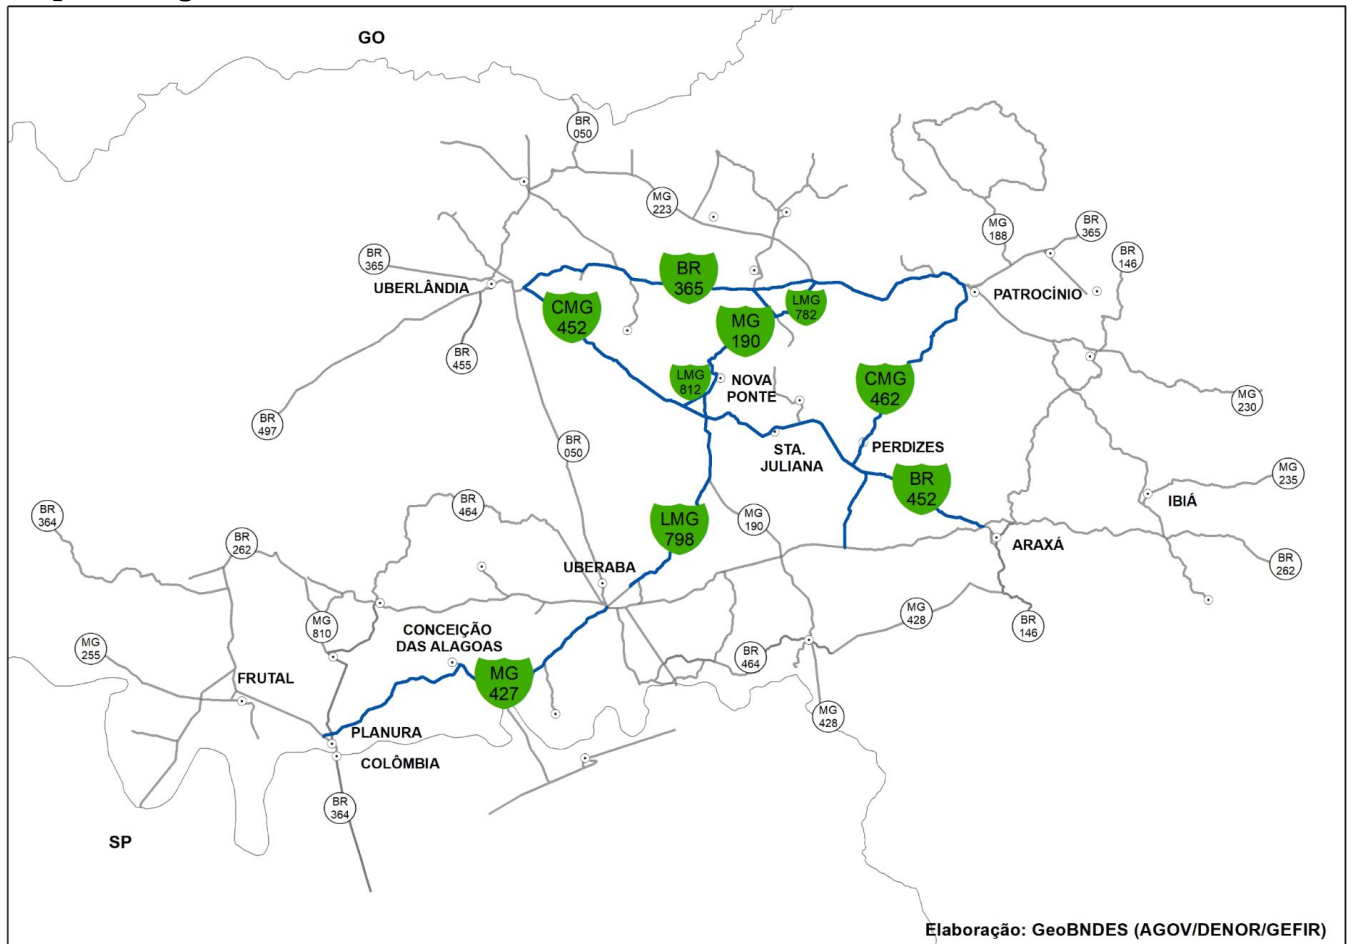 GO
BR
050
MG
223
MG
188
BR
365
BR
146
BR
365
UBERLÂNDIA
BR
365
CMG
452
MG
190
LMG
782
PATROCÍNIO
BR
455
LMG
812
NOVA
PONTE
CMG
462
MG
230
BR
497
BR
050
STA.
JULIANA
PERDIZES
BR
452
MG
235
IBIÁ
BR
364
BR
464
LMG
798
MG
190
BR
262
UBERABA
ARAXÁ
BR
262
MG
810
CONCEIÇÃO
DAS ALAGOAS
MG
428
BR
146
MG
255
FRUTAL
MG
427
BR
464
PLANURA
COLÔMBIA
MG
428
BR
364
SP
Elaboração: GeoBNDES (AGOV/DENOR/GEFIR)